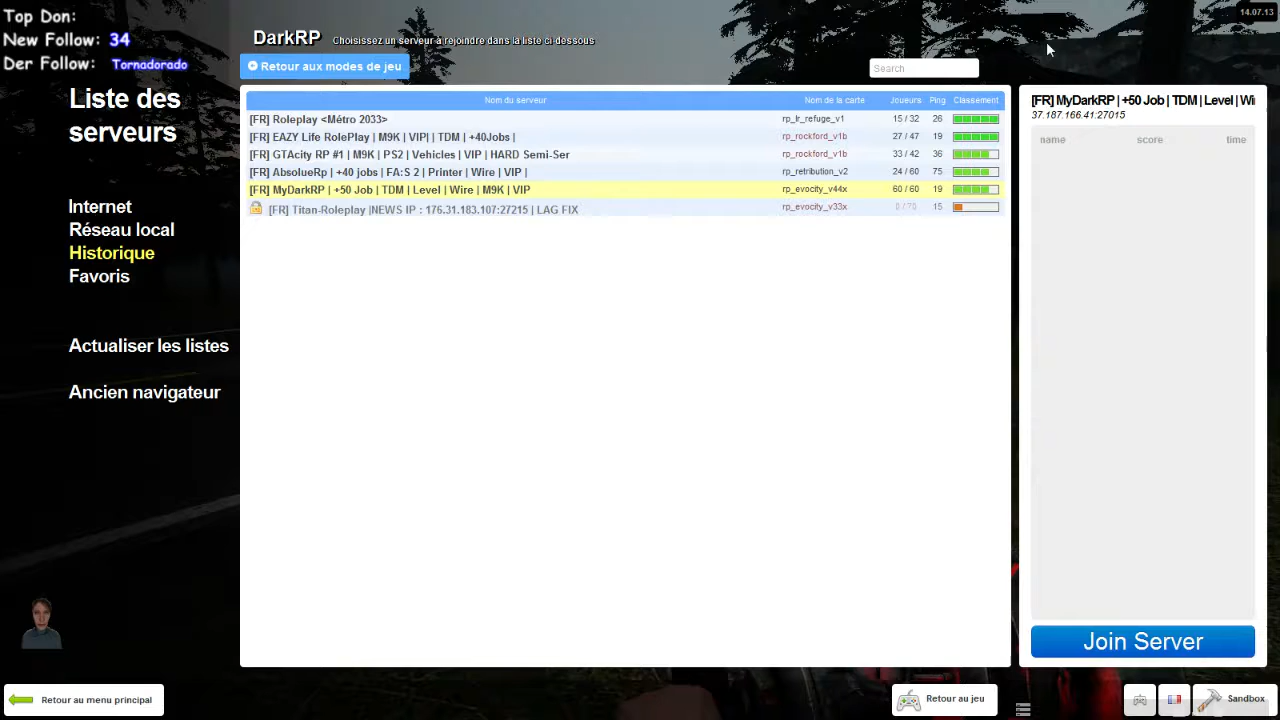 Top Don:
New Follow: 34
Der Follow: Tornadorado
14.07.13
DarkRP Choisissez un serveur à rejoindre dans la liste ci-dessous
Retour aux modes de jeu
Search
Liste des
serveurs
Internet
Réseau local
Historique
Favoris
Actualiser les listes
Ancien navigateur
Nom du serveur Nom de la carte Joueurs Ping Classement
[FR] Roleplay <Métro 2033> rp_lr_refuge_v1 15 / 32 26
[FR] EAZY Life RolePlay | M9K | VIP| | TDM | +40Jobs | rp_rockford_v1b 27 / 47 19
[FR] GTAcity RP #1 | M9K | PS2 | Vehicles | VIP | HARD Semi-Ser rp_rockford_v1b 33 / 42 36
[FR] AbsolueRp | +40 jobs | FA:S 2 | Printer | Wire | VIP | rp_retribution_v2 24 / 60 75
[FR] MyDarkRP | +50 Job | TDM | Level | Wire | M9K | VIP rp_evocity_v44x 60 / 60 19
[FR] Titan-Roleplay |NEWS IP : 176.31.183.107:27215 | LAG FIX rp_evocity_v33x 0 / 70 15
[FR] MyDarkRP | +50 Job | TDM | Level | Wi
37.187.166.41:27015
name score time
Join Server
Retour au menu principal
Retour au jeu
Sandbox